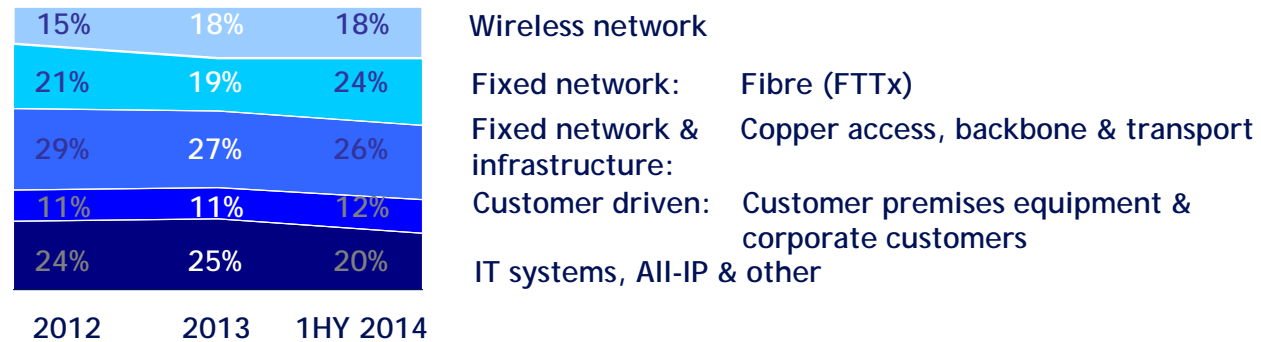 15% 18% 18% Wireless network
21% 19% 24% Fixed network: Fibre (FTTx)
29% 27% 26% Fixed network & Copper access, backbone & transport
infrastructure:
11% 11% 12% Customer driven: Customer premises equipment &
corporate customers
24% 25% 20% IT systems, All-IP & other
2012 2013 1HY 2014